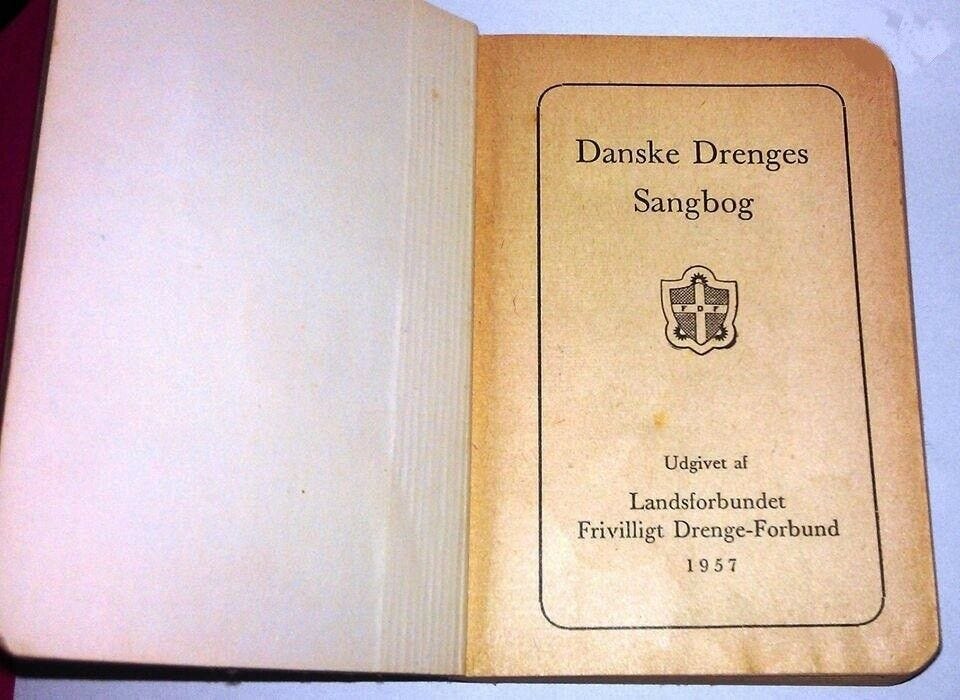 Danske Drenges
Sangbog
F D F
Udgivet af
Landsforbundet
Frivilligt Drenge-Forbund
1957